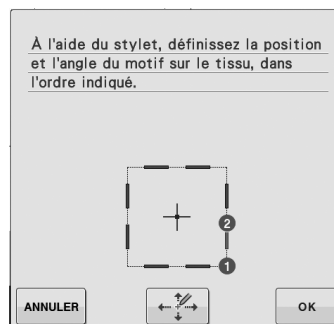 À l'aide du stylet, définissez la position
et l'angle du motif sur le tissu, dans
l'ordre indiqué.
2
1
ANNULER
OK